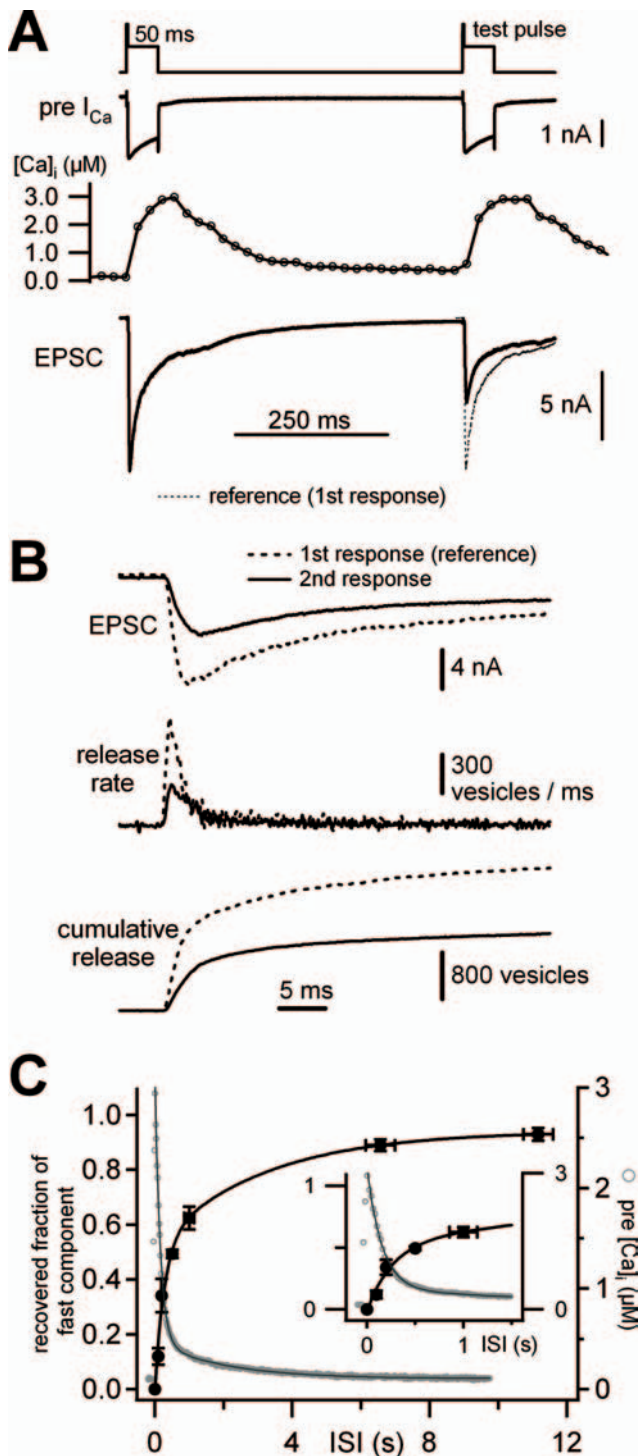 A
50 ms
test pulse
pre I Ca
1 nA
[Ca]i (μM)
3.0
2.0
1.0
0.0
EPSC
5 nA
250 ms
reference (1st response)
B
1st response (reference)
2nd response
EPSC
4 nA
release rate
300 vesicles / ms
cumulative release
800 vesicles
5 ms
C
recovered fraction of fast component
1.0
0.8
0.6
0.4
0.2
0.0
0
4
8
12
ISI (s)
3
2
1
0
pre [Ca]i (μM)
1
0
3
0
0
1
ISI (s)